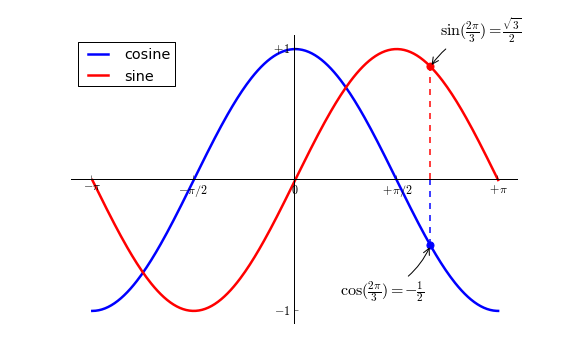 sin(2π/3) = √3/2
+1
cosine
sine
−π
−π/2
0
+π/2
+π
cos(2π/3) = −1/2
−1